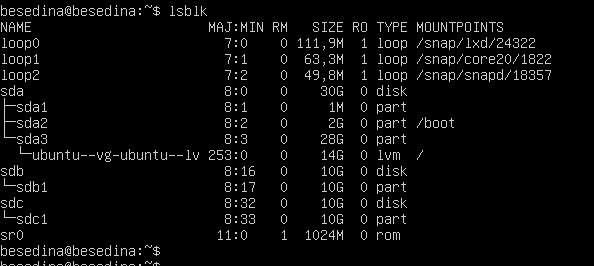 besedina@besedina:~$ lsblk
NAME                      MAJ:MIN RM   SIZE RO TYPE MOUNTPOINTS
loop0                       7:0    0 111,9M  1 loop /snap/lxd/24322
loop1                       7:1    0  63,3M  1 loop /snap/core20/1822
loop2                       7:2    0  49,8M  1 loop /snap/snapd/18357
sda                         8:0    0    30G  0 disk
├─sda1                      8:1    0     1M  0 part
├─sda2                      8:2    0     2G  0 part /boot
└─sda3                      8:3    0    28G  0 part
  └─ubuntu--vg-ubuntu--lv 253:0    0    14G  0 lvm  /
sdb                         8:16   0    10G  0 disk
└─sdb1                      8:17   0    10G  0 part
sdc                         8:32   0    10G  0 disk
└─sdc1                      8:33   0    10G  0 part
sr0                        11:0    1  1024M  0 rom
besedina@besedina:~$
besedina@besedina:~$